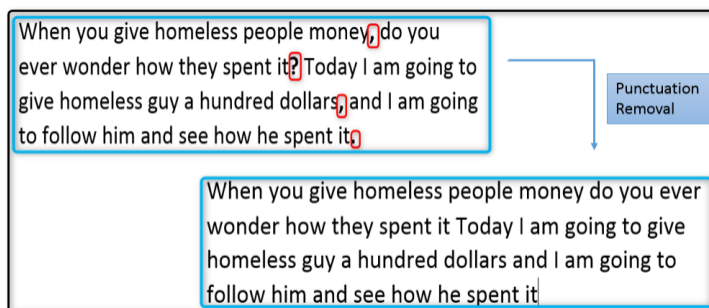 When you give homeless people money, do you
ever wonder how they spent it? Today I am going to
give homeless guy a hundred dollars, and I am going
to follow him and see how he spent it.
Punctuation
Removal
When you give homeless people money do you ever
wonder how they spent it Today I am going to give
homeless guy a hundred dollars and I am going to
follow him and see how he spent it